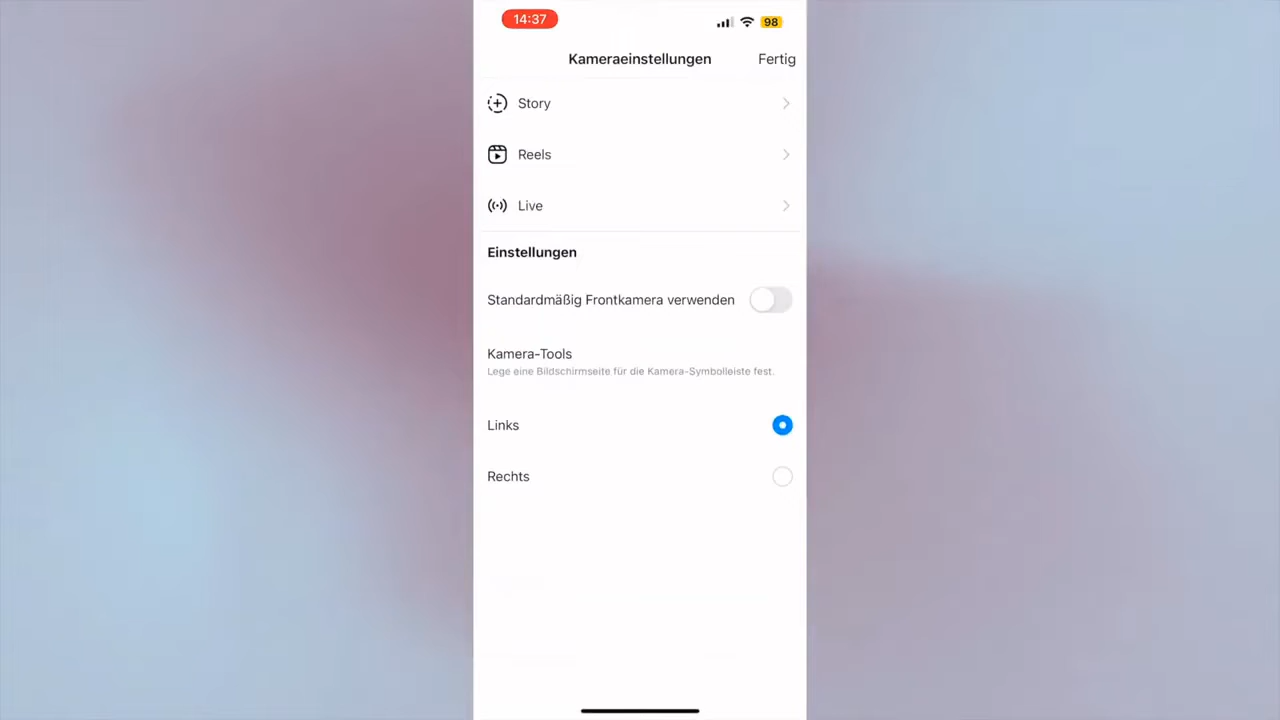 14:37
98
Kameraeinstellungen
Fertig
Story
Reels
Live
Einstellungen
Standardmäßig Frontkamera verwenden
Kamera-Tools
Lege eine Bildschirmseite für die Kamera-Symbolleiste fest.
Links
Rechts